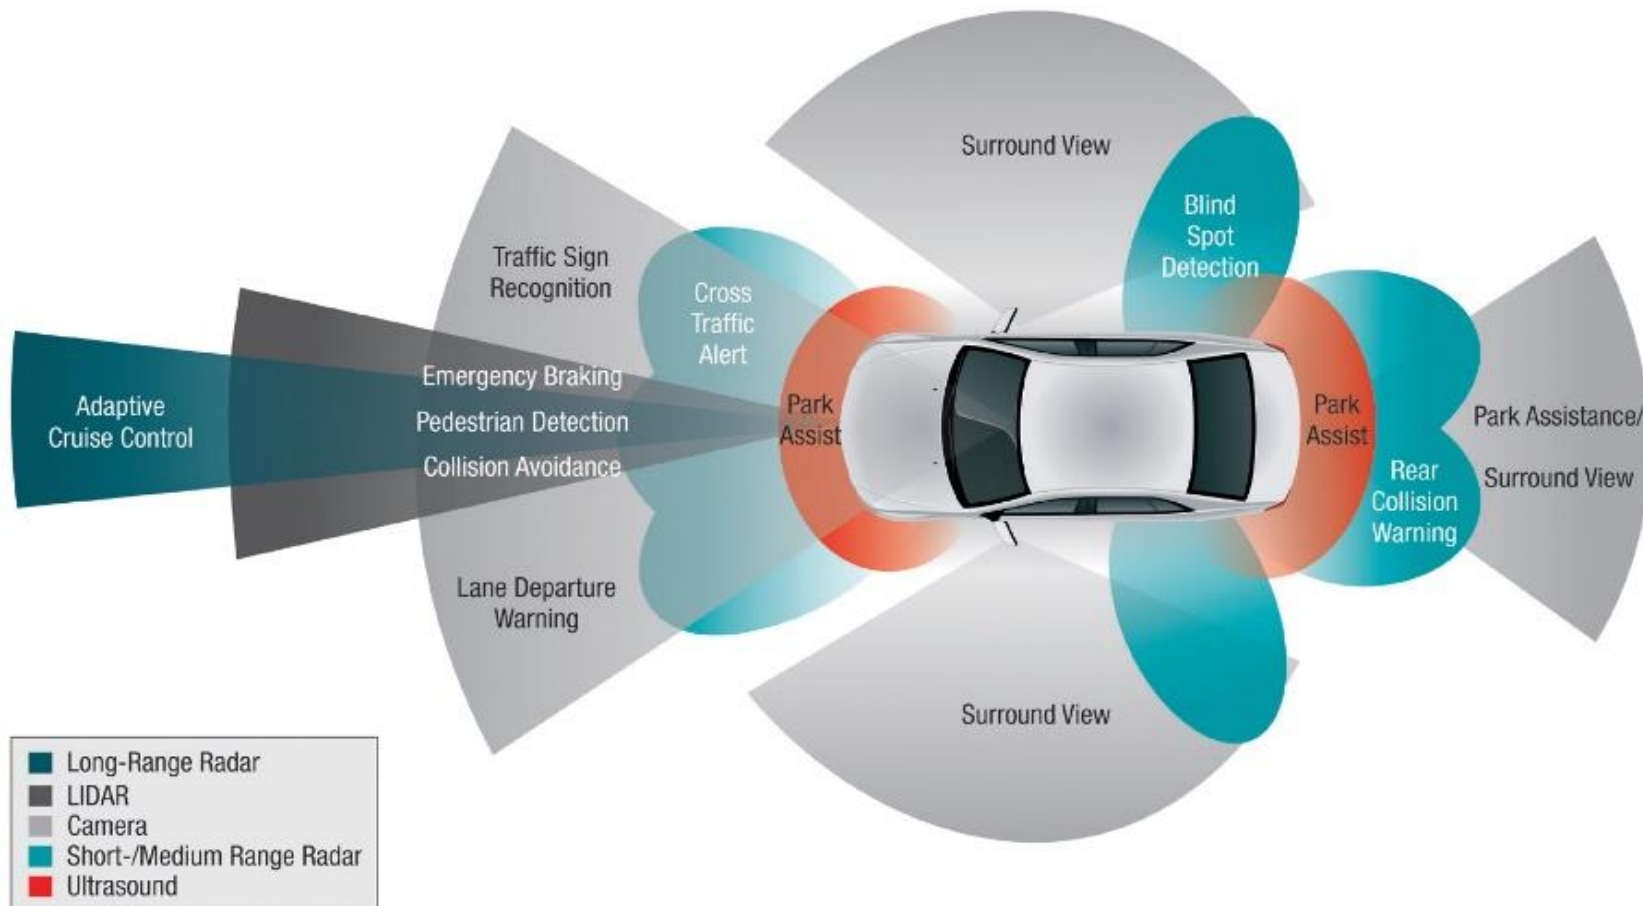 Surround View
Blind
Spot
Detection
Traffic Sign
Recognition
Cross
Traffic
Alert
Emergency Braking
Adaptive
Cruise Control
Pedestrian Detection
Collision Avoidance
Park
Assist
Park
Assist
Park Assistance/
Surround View
Rear
Collision
Warning
Lane Departure
Warning
Surround View
Long-Range Radar
LIDAR
Camera
Short-/Medium Range Radar
Ultrasound